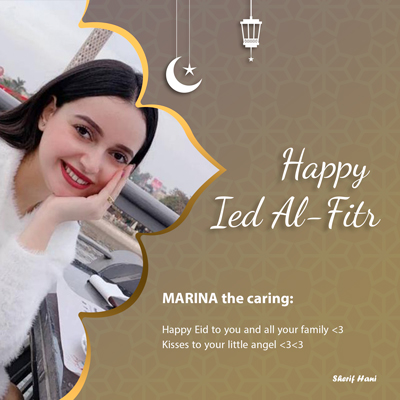 Happy
Ied Al-Fitr
MARINA the caring:
Happy Eid to you and all your family <3
Kisses to your little angel <3<3
Sherif Hani